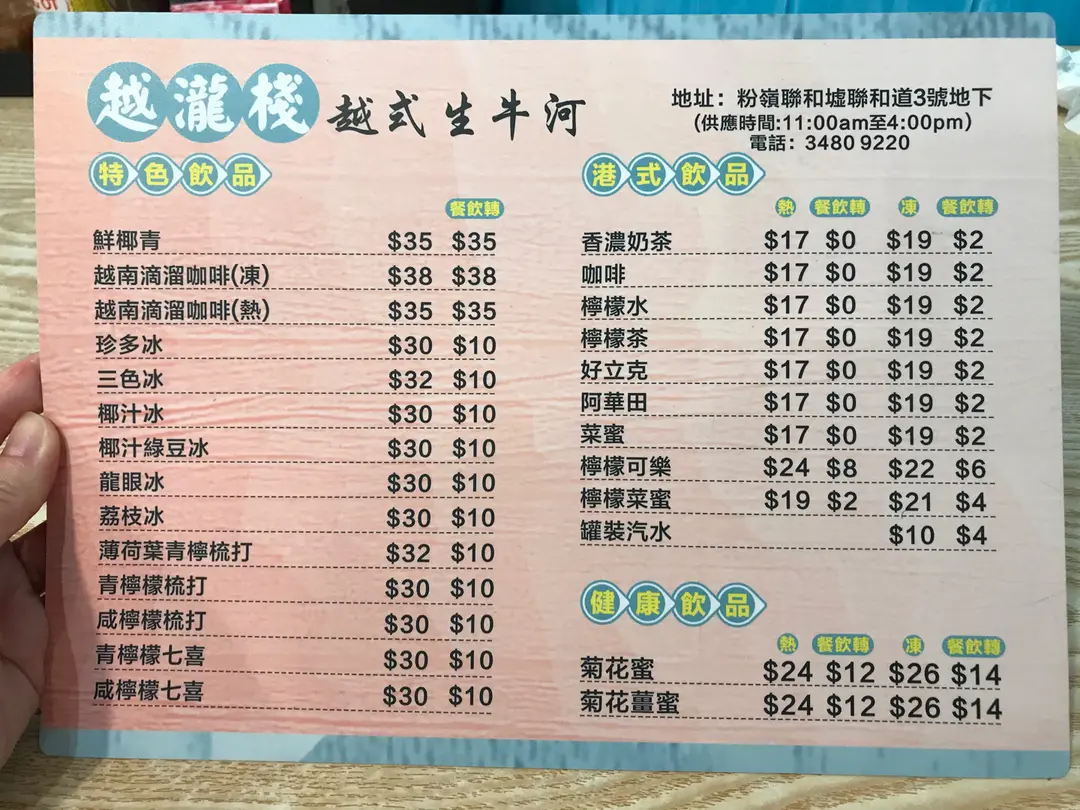 越瀧棧 越式生牛河
地址：粉嶺聯和墟聯和道3號地下
(供應時間:11:00am至4:00pm)
電話：3480 9220
特色飲品
餐飲轉
鮮椰青 $35 $35
越南滴溜咖啡(凍) $38 $38
越南滴溜咖啡(熱) $35 $35
珍多冰 $30 $10
三色冰 $32 $10
椰汁冰 $30 $10
椰汁綠豆冰 $30 $10
龍眼冰 $30 $10
荔枝冰 $30 $10
薄荷葉青檸梳打 $32 $10
青檸檬梳打 $30 $10
咸檸檬梳打 $30 $10
青檸檬七喜 $30 $10
咸檸檬七喜 $30 $10
港式飲品
熱 餐飲轉 凍 餐飲轉
香濃奶茶 $17 $0 $19 $2
咖啡 $17 $0 $19 $2
檸檬水 $17 $0 $19 $2
檸檬茶 $17 $0 $19 $2
好立克 $17 $0 $19 $2
阿華田 $17 $0 $19 $2
菜蜜 $17 $0 $19 $2
檸檬可樂 $24 $8 $22 $6
檸檬菜蜜 $19 $2 $21 $4
罐裝汽水 $10 $4
健康飲品
熱 餐飲轉 凍 餐飲轉
菊花蜜 $24 $12 $26 $14
菊花薑蜜 $24 $12 $26 $14